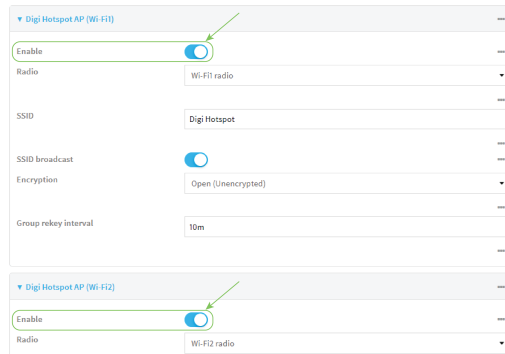 ▼ Digi Hotspot AP (Wi-Fi1)
Enable
Radio
Wi-Fi1 radio
SSID
Digi Hotspot
SSID broadcast
Encryption
Open (Unencrypted)
Group rekey interval
10m
▼ Digi Hotspot AP (Wi-Fi2)
Enable
Radio
Wi-Fi2 radio